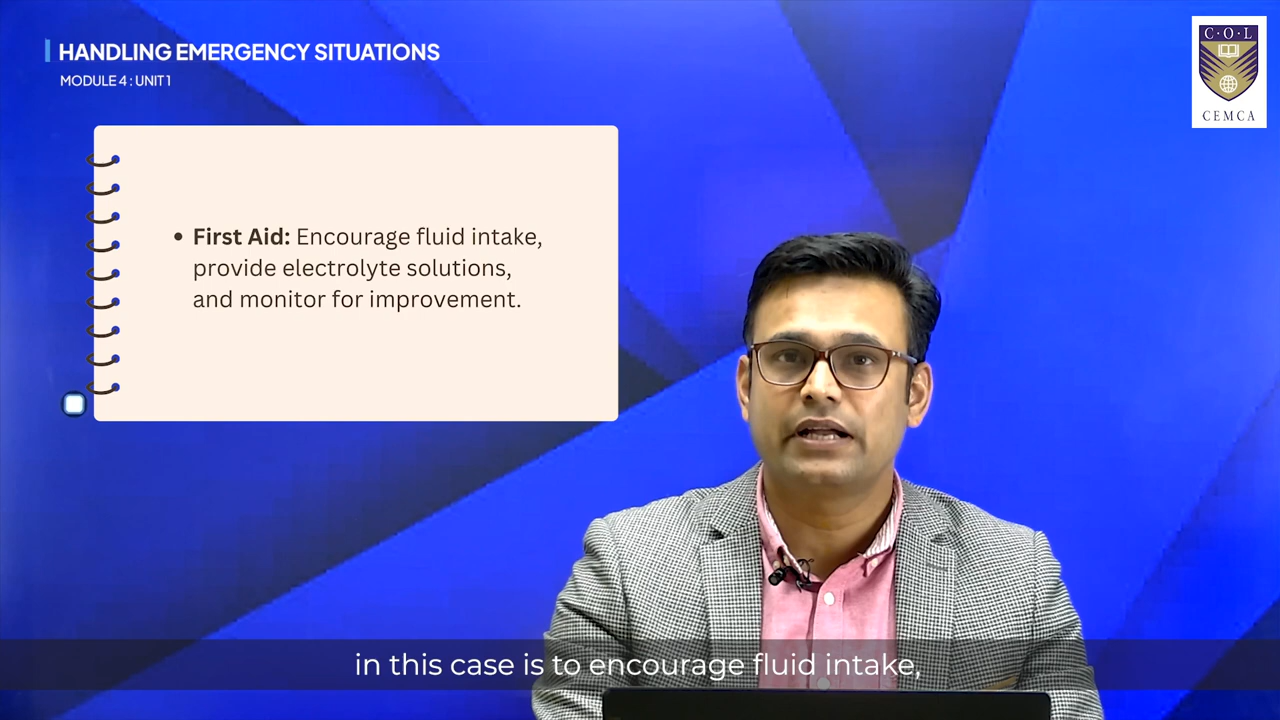 HANDLING EMERGENCY SITUATIONS
MODULE 4 : UNIT 1
C·O·L
CEMCA
• First Aid: Encourage fluid intake,
provide electrolyte solutions,
and monitor for improvement.
in this case is to encourage fluid intake,